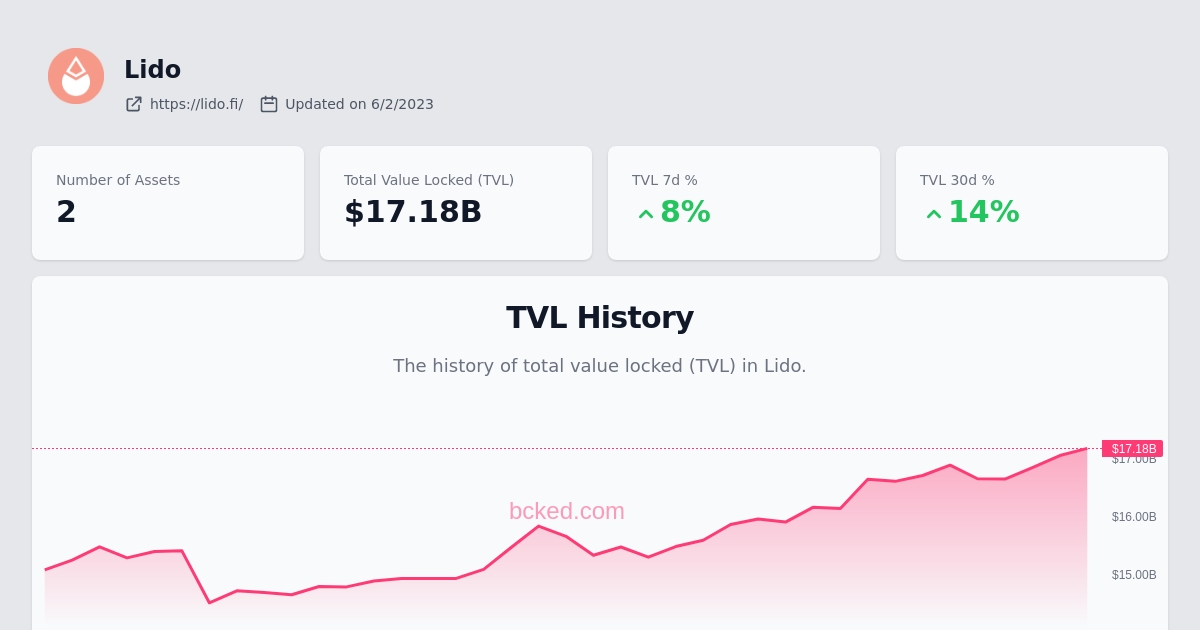 Lido
https://lido.fi/ Updated on 6/2/2023
Number of Assets
2
Total Value Locked (TVL)
$17.18B
TVL 7d %
8%
TVL 30d %
14%
TVL History
The history of total value locked (TVL) in Lido.
$17.18B
$17.00B
bcked.com
$16.00B
$15.00B